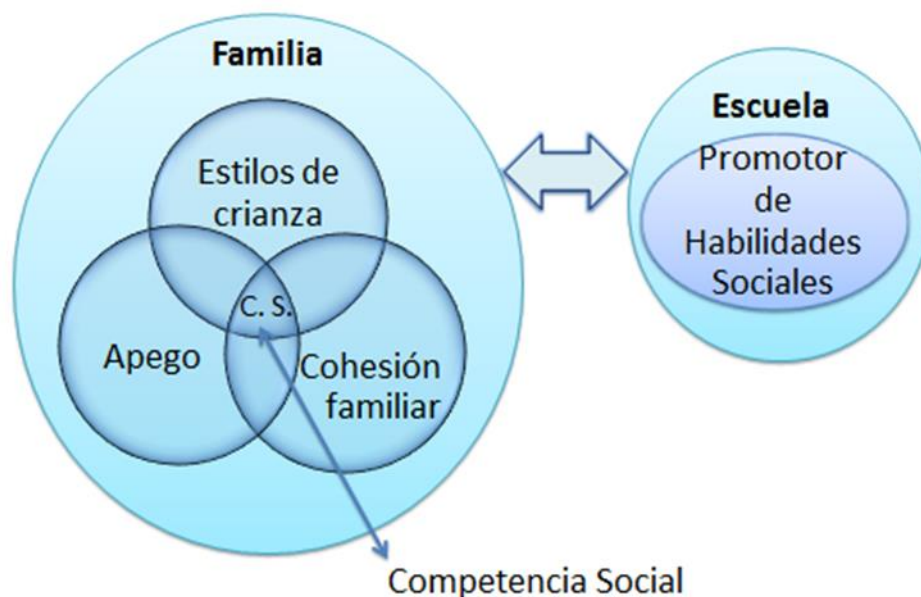 Familia
Estilos de
crianza
C. S.
Apego
Cohesión
familiar
Escuela
Promotor
de
Habilidades
Sociales
Competencia Social